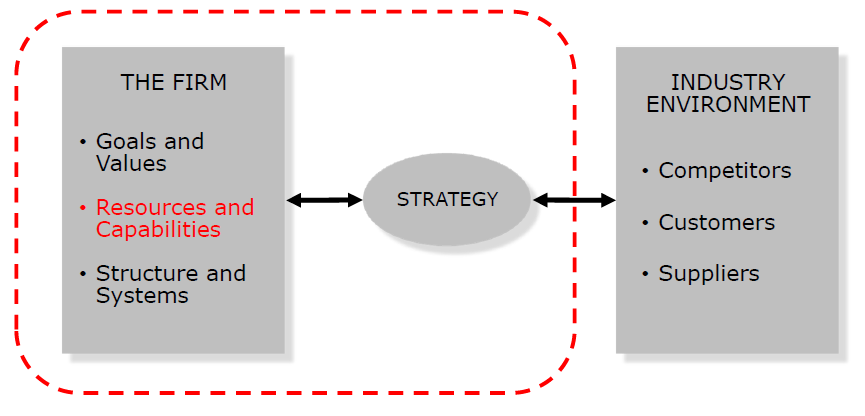 THE FIRM
• Goals and
Values
• Resources and
Capabilities
• Structure and
Systems
STRATEGY
INDUSTRY
ENVIRONMENT
• Competitors
• Customers
• Suppliers